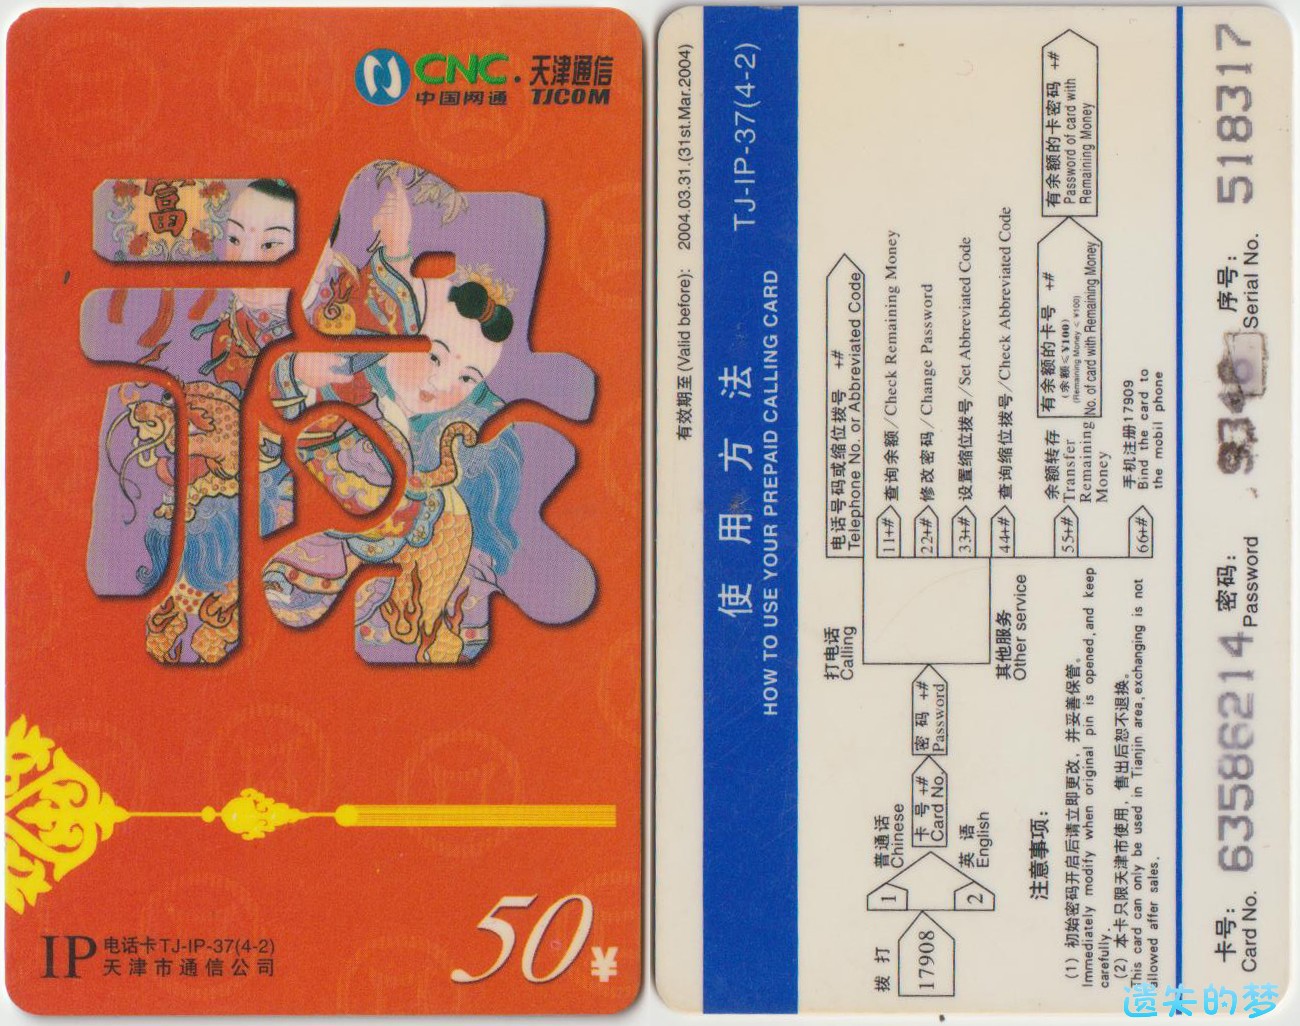 CNC·天津通信
中国网通 TJCOM
富
50¥
IP 电话卡TJ-IP-37(4-2)
天津市通信公司
有效期至(Valid before): 2004.03.31.(31st.Mar.2004)
使用方法 TJ-IP-37(4-2)
HOW TO USE YOUR PREPAID CALLING CARD
拨打
17908
1
普通话
Chinese
2
英语
English
卡号+#
Card No.
密码+#
Password
打电话
Calling
电话号码或缩位拨号 +#
Telephone No. or Abbreviated Code
其他服务
Other service
11+# 查询余额/Check Remaining Money
22+# 修改密码/Change Password
33+# 设置缩位拨号/Set Abbreviated Code
44+# 查询缩位拨号/Check Abbreviated Code
55+# 余额转存
Transfer
Remaining
Money
有余额的卡号 +#
(余额<¥100)
(Remaining Money < ¥100)
No. of card with Remaining Money
有余额的卡密码 +#
Password of card with
Remaining Money
66+# 手机注册17909
Bind the card to
the mobil phone
注意事项:
(1) 初始密码开启后请立即更改，并妥善保管。
Immediately modify when original pin is opened,and keep
carefully.
(2) 本卡只限天津市使用，售出后恕不退换。
This card can only be used in Tianjin area,exchanging is not
allowed affer sales.
卡号: 63586214 密码: 序号: 518317
Card No. Password Serial No.
遗失的梦